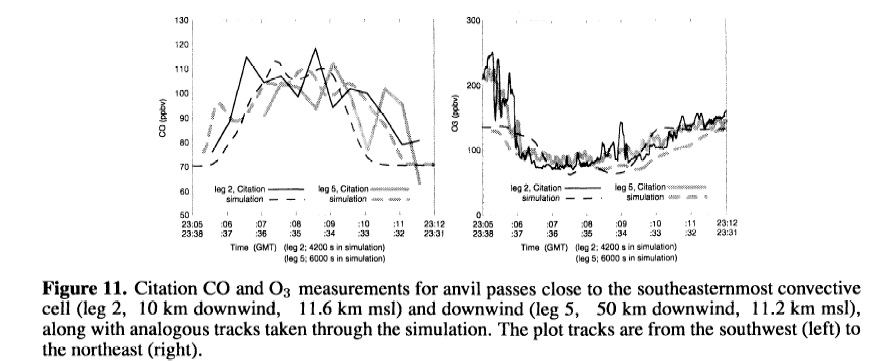 130
120
110
100
90
80
70
60
50
CO (ppbv)
leg 2, Citation
simulation
leg 5, Citation
simulation
23:05 :06 :07 :08 :09 :10 :11 23:12
23:38 :37 :36 :35 :34 :33 :32 23:31
Time (GMT) (leg 2; 4200 s in simulation)
(leg 5; 6000 s in simulation)
300
200
100
0
O3 (ppbv)
leg 2, Citation
simulation
leg 5, Citation
simulation
23:05 :06 :07 :08 :09 :10 :11 23:12
23:38 :37 :36 :35 :34 :33 :32 23:31
Time (GMT) (leg 2; 4200 s in simulation)
(leg 5; 6000 s in simulation)
Figure 11. Citation CO and O3 measurements for anvil passes close to the southeasternmost convective
cell (leg 2, 10 km downwind, 11.6 km msl) and downwind (leg 5, 50 km downwind, 11.2 km msl),
along with analogous tracks taken through the simulation. The plot tracks are from the southwest (left) to
the northeast (right).